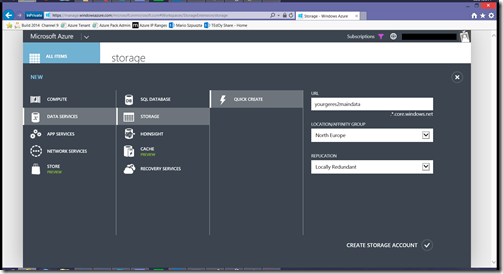 InPrivate
https://manage.windowsazure.com
Storage - Windows Azure
Build 2014 Channel 9
Azure Tenant
Azure Pack Admin
Azure IP Ranges
Mario Szpuszta
TEdDy Share - Home
Microsoft Azure
Subscriptions
ALL ITEMS
storage
NEW
COMPUTE
DATA SERVICES
APP SERVICES
NETWORK SERVICES
STORE
PREVIEW
SQL DATABASE
STORAGE
HDINSIGHT
CACHE
PREVIEW
RECOVERY SERVICES
QUICK CREATE
URL
yourgeres2maindata
*.core.windows.net
LOCATION/AFFINITY GROUP
North Europe
REPLICATION
Locally Redundant
CREATE STORAGE ACCOUNT